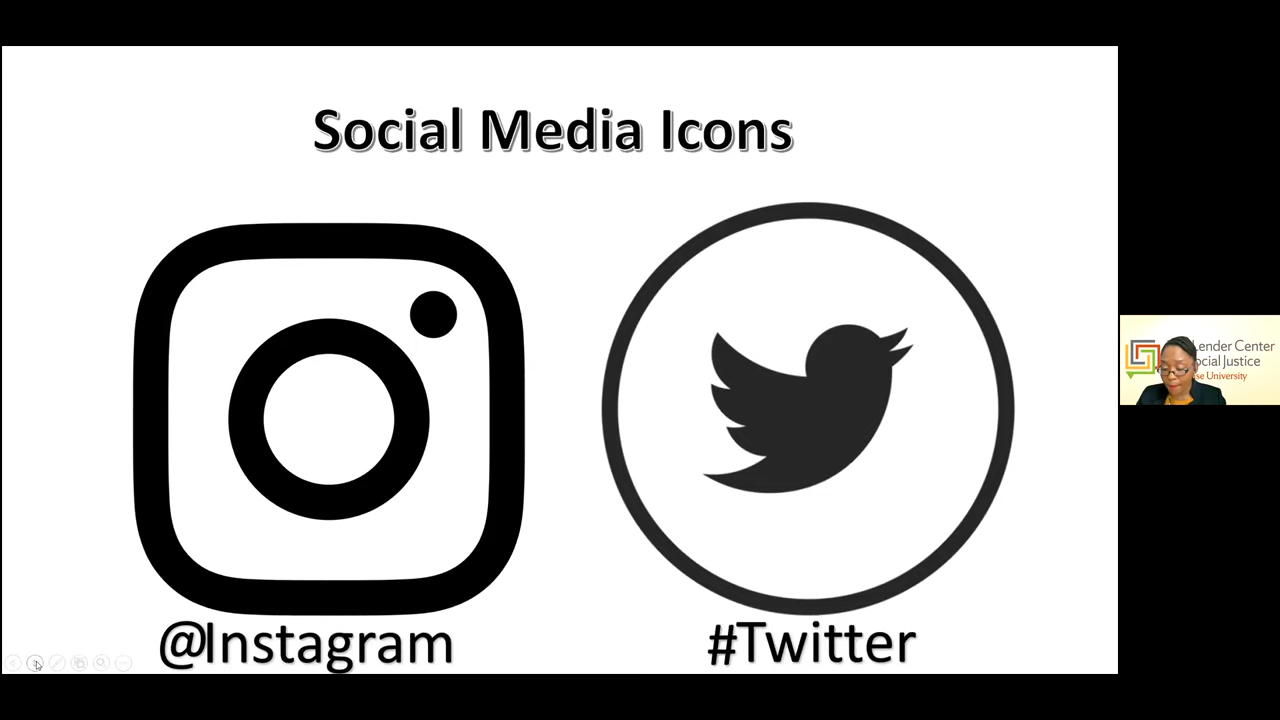 Social Media Icons
@Instagram
#Twitter
Lender Center
ocial Justice
se University